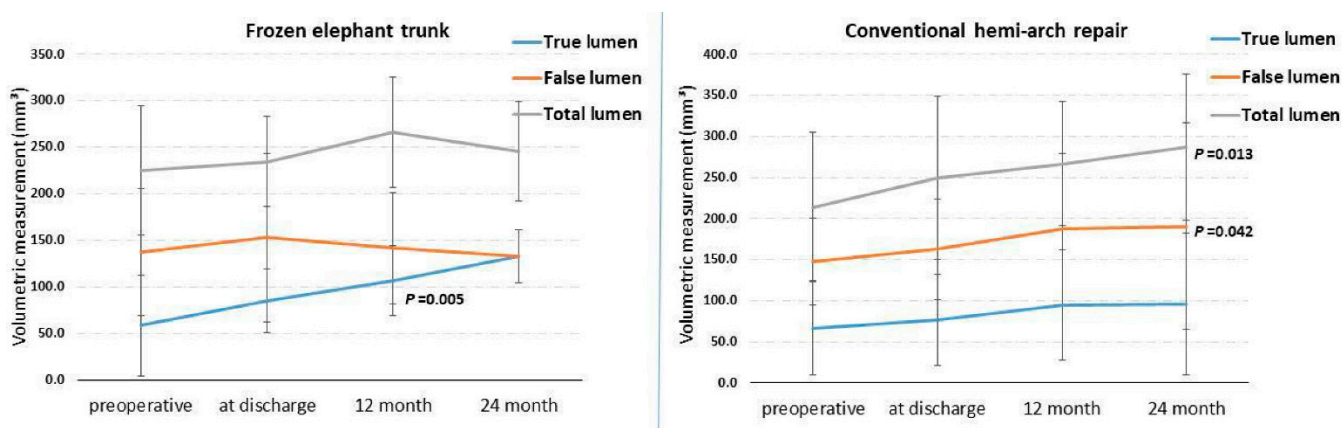 Frozen elephant trunk
True lumen
False lumen
Total lumen
Volumetric measurement (mm³)
350.0
300.0
250.0
200.0
150.0
100.0
50.0
0.0
P=0.005
preoperative
at discharge
12 month
24 month
Conventional hemi-arch repair
True lumen
False lumen
Total lumen
Volumetric measurement (mm³)
400.0
350.0
300.0
250.0
200.0
150.0
100.0
50.0
0.0
P=0.013
P=0.042
preoperative
at discharge
12 month
24 month